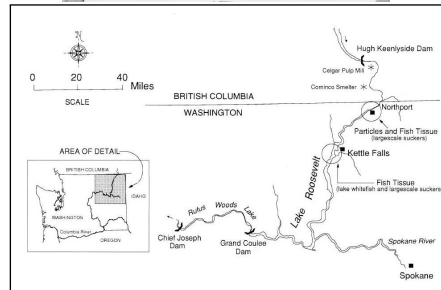 N
Hugh Keenlyside Dam
Celgar Pulp Mill
Cominco Smelter
0 20 40 Miles
SCALE
BRITISH COLUMBIA
WASHINGTON
Northport
Particles and Fish Tissue
(largescale suckers)
Kettle Falls
Fish Tissue
(lake whitefish and largescale suckers)
Lake Roosevelt
AREA OF DETAIL
BRITISH COLUMBIA
WASHINGTON
IDAHO
Columbia River
OREGON
Rufus Woods Lake
Chief Joseph
Dam
Grand Coulee
Dam
Spokane River
Spokane